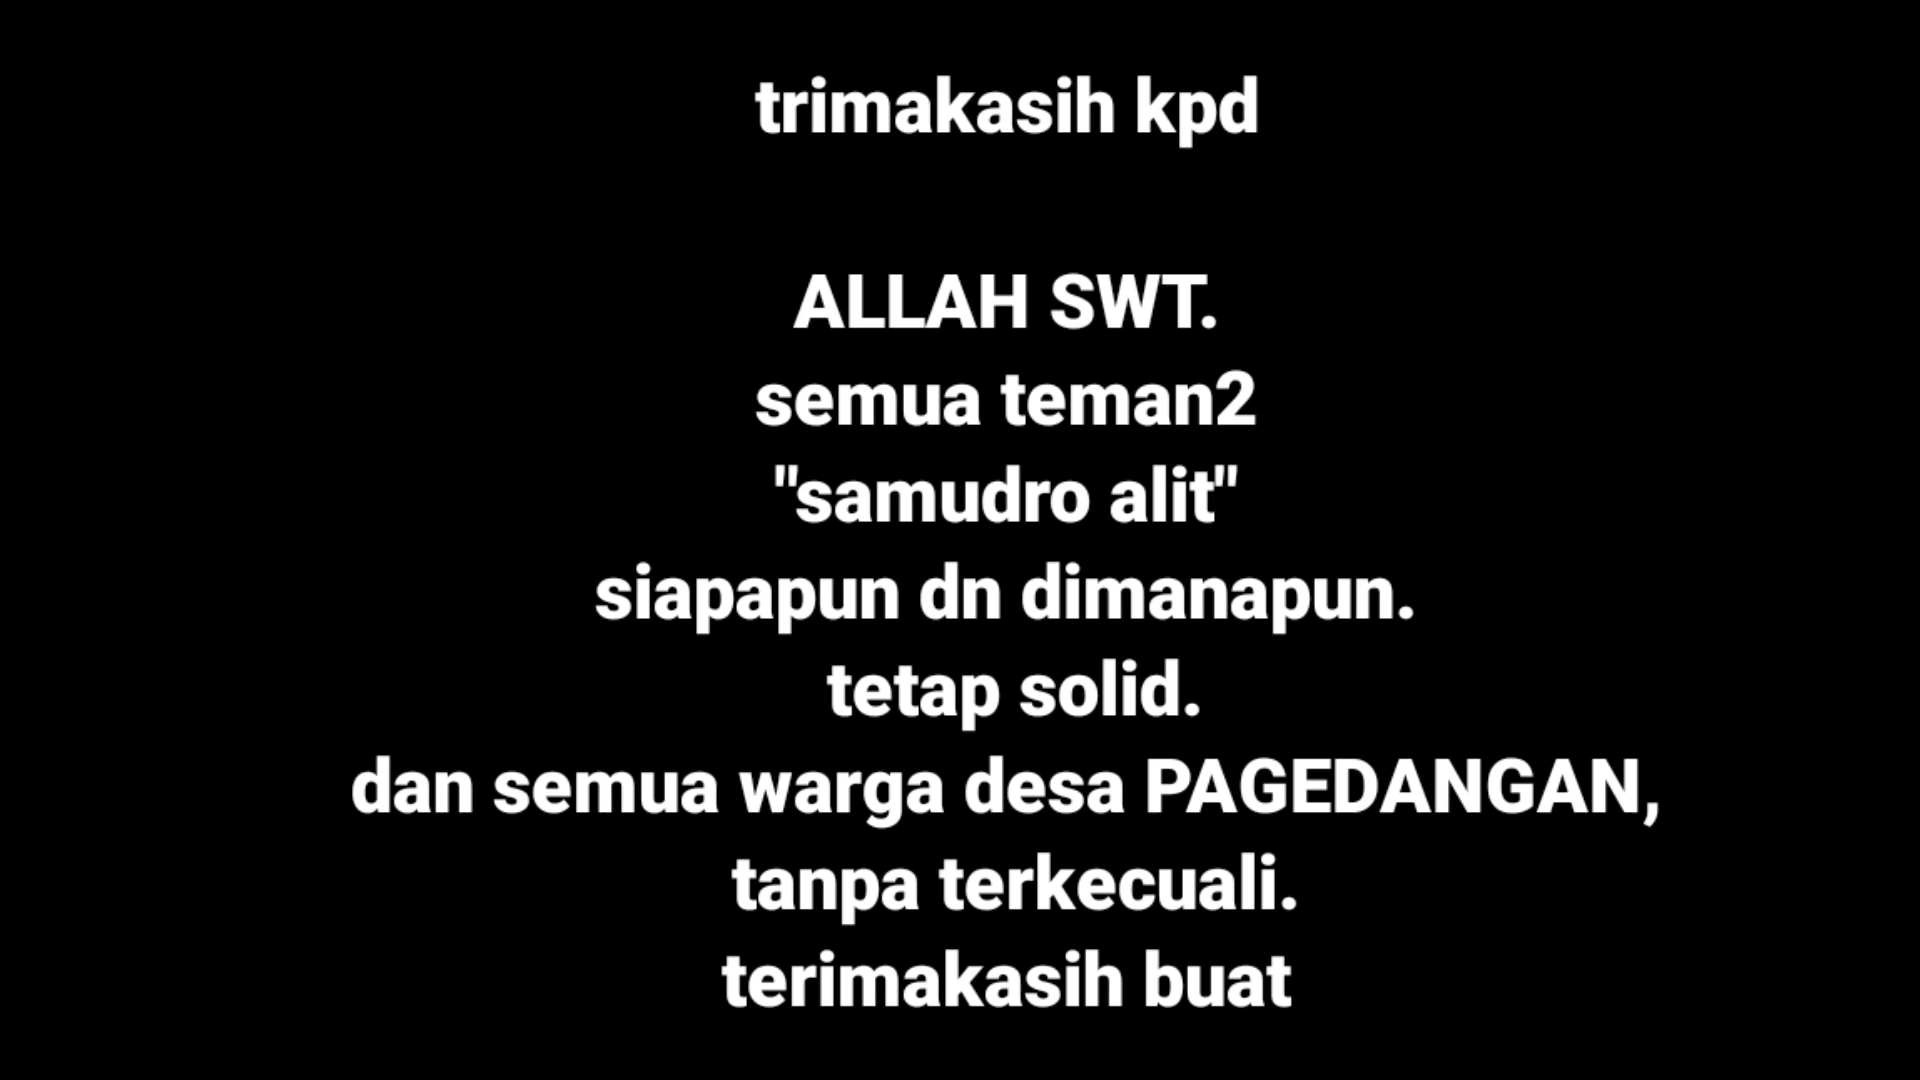 trimakasih kpd
ALLAH SWT.
semua teman2
"samudro alit"
siapapun dn dimanapun.
tetap solid.
dan semua warga desa PAGEDANGAN,
tanpa terkecuali.
terimakasih buat